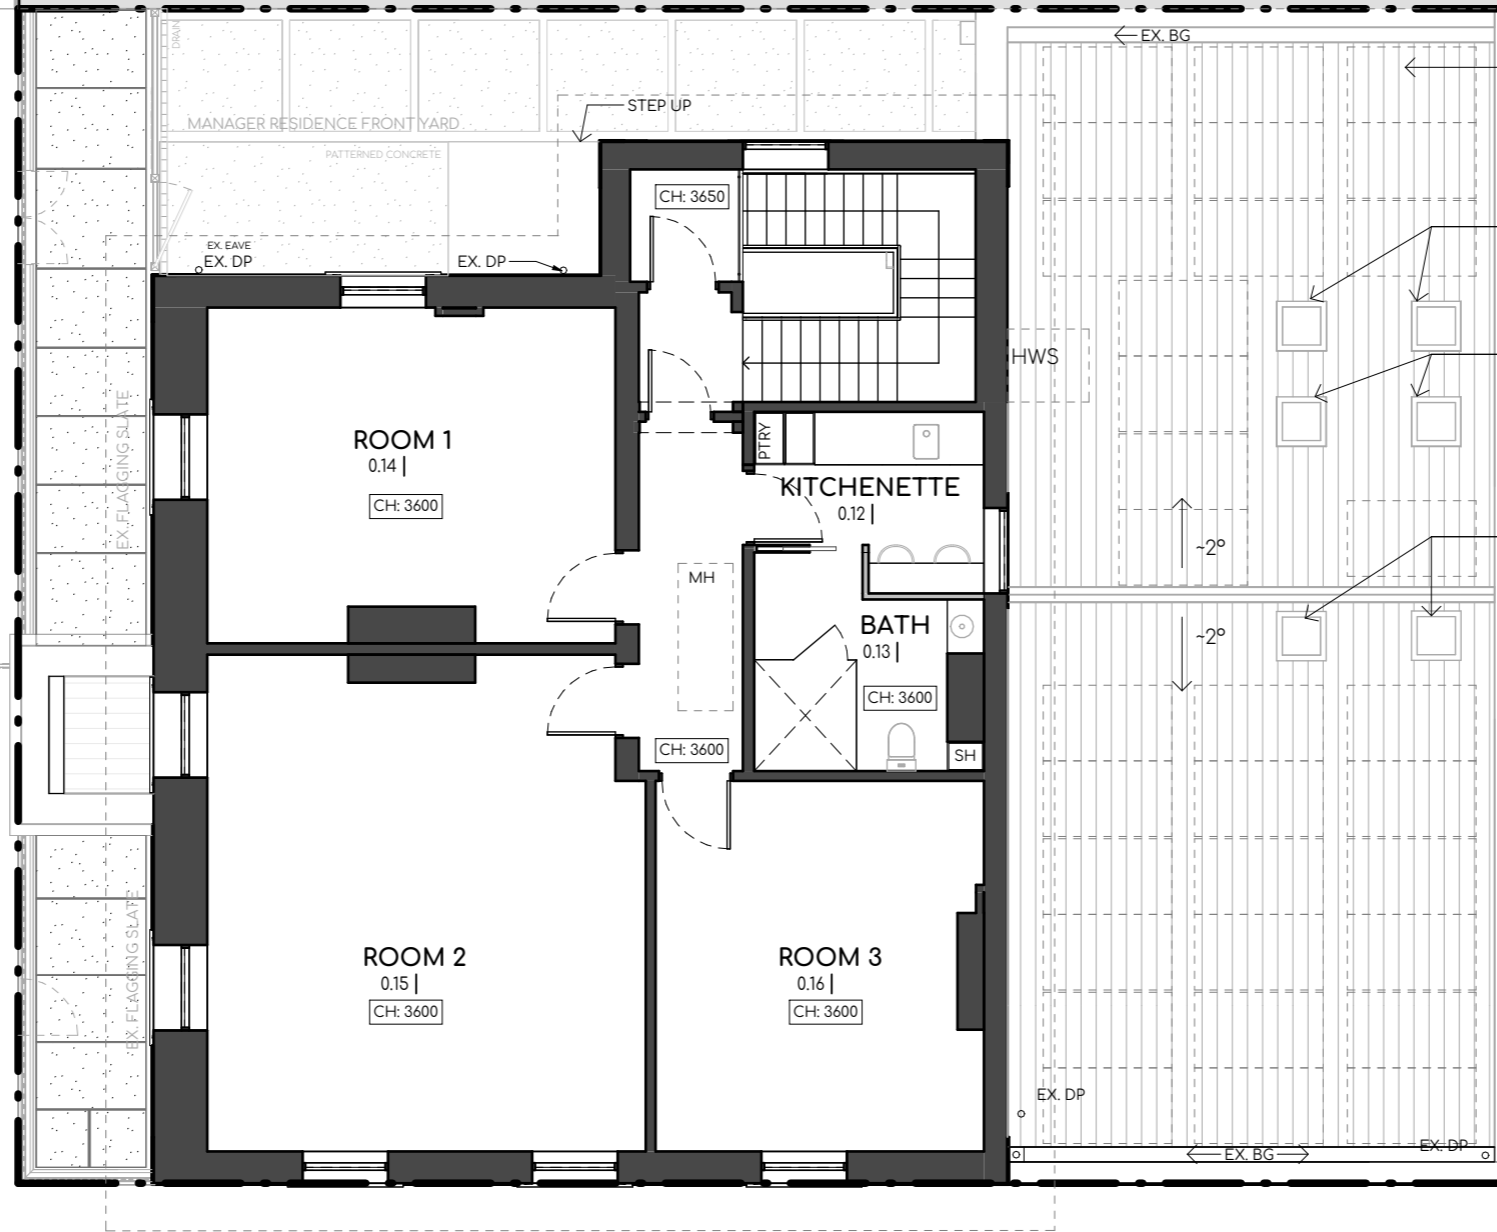 EX. BG
DRAIN
STEP UP
MANAGER RESIDENCE FRONT YARD
PATTERNED CONCRETE
CH: 3650
EX. EAVE
EX. DP
EX. DP
HWS
EX. FLAGGING SLATE
ROOM 1
0.14
CH: 3600
PTRY
KITCHENETTE
0.12
~2°
MH
BATH
0.13
~2°
CH: 3600
CH: 3600
SH
EX. FLAGGING SLATE
ROOM 2
0.15
CH: 3600
ROOM 3
0.16
CH: 3600
EX. DP
EX. BG
EX. DP